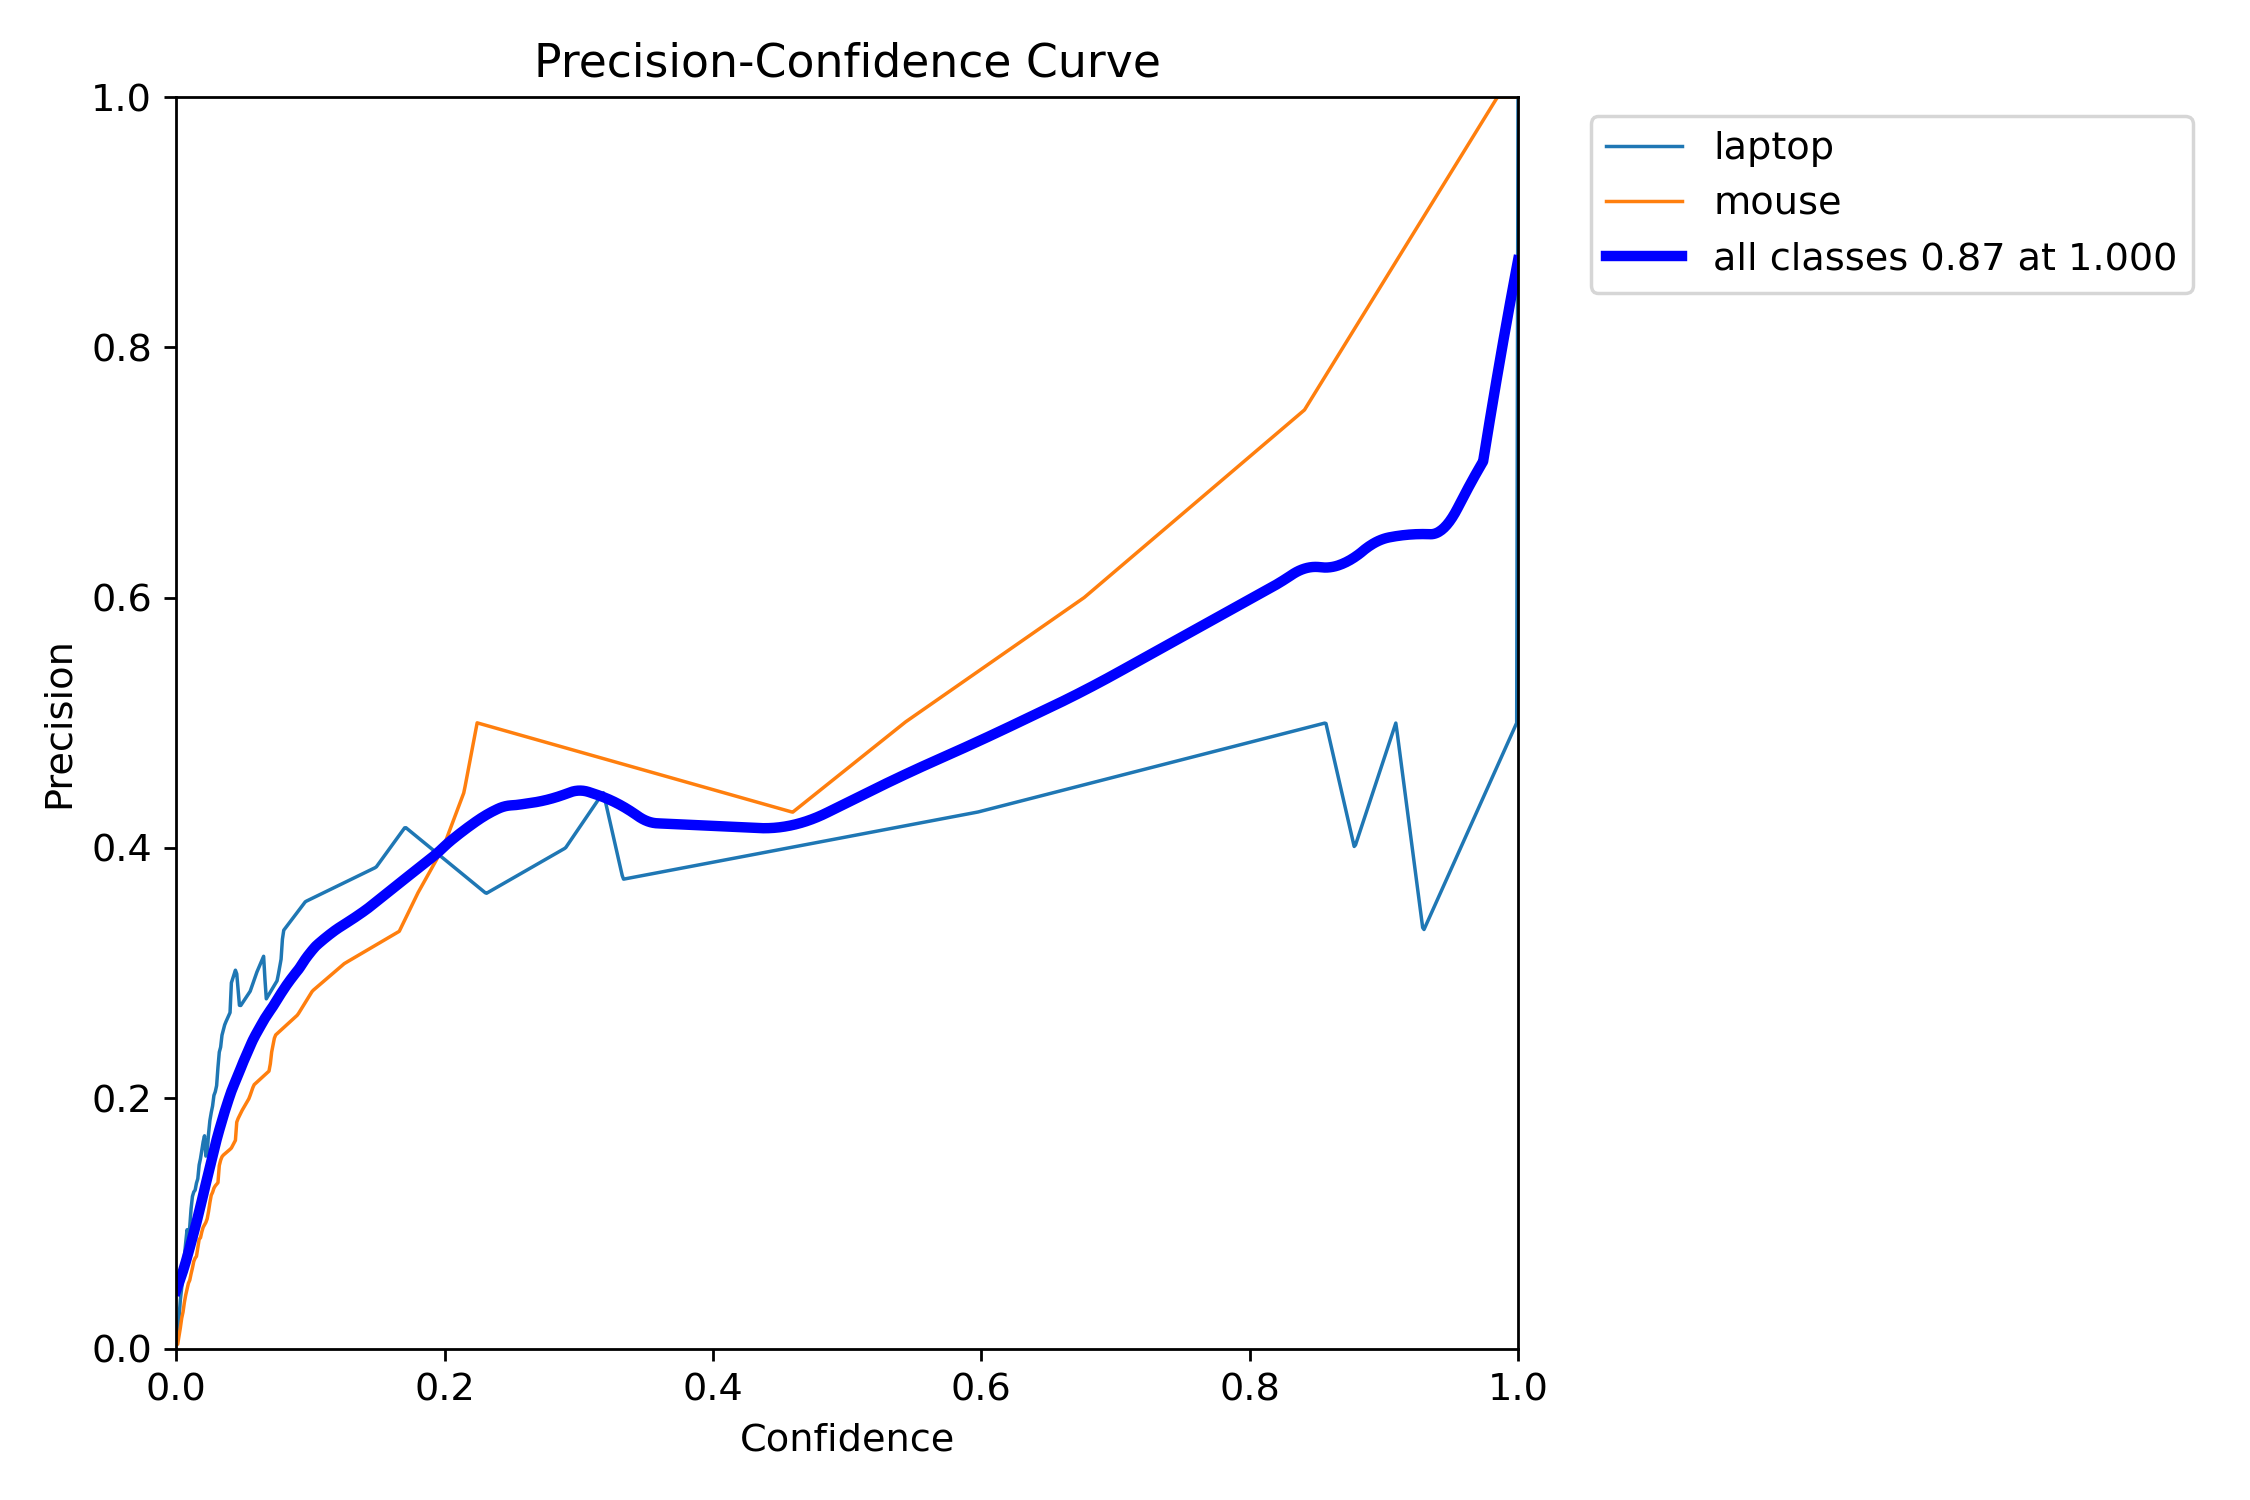 Precision-Confidence Curve
1.0
0.8
0.6
0.4
0.2
0.0
Precision
0.0 0.2 0.4 0.6 0.8 1.0
Confidence
laptop
mouse
all classes 0.87 at 1.000